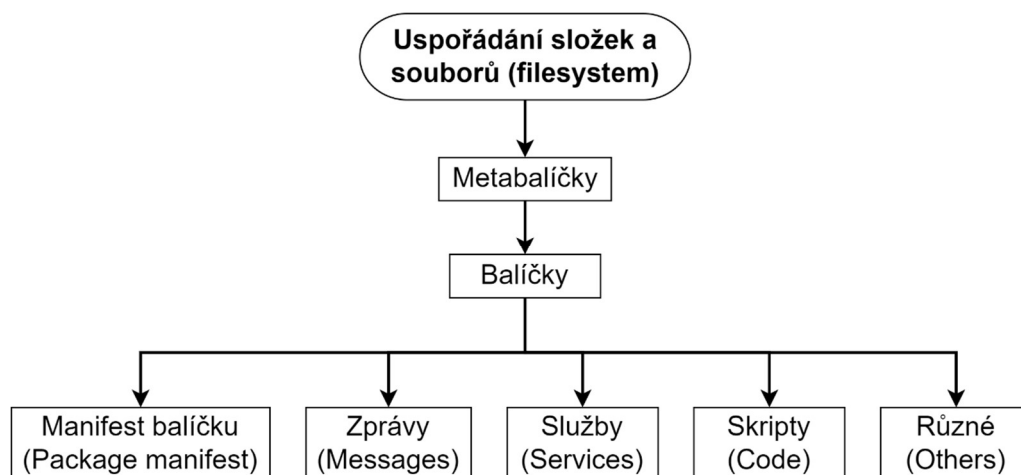 Uspořádání složek a
souborů (filesystem)
Metabalíčky
Balíčky
Manifest balíčku
(Package manifest)
Zprávy
(Messages)
Služby
(Services)
Skripty
(Code)
Různé
(Others)